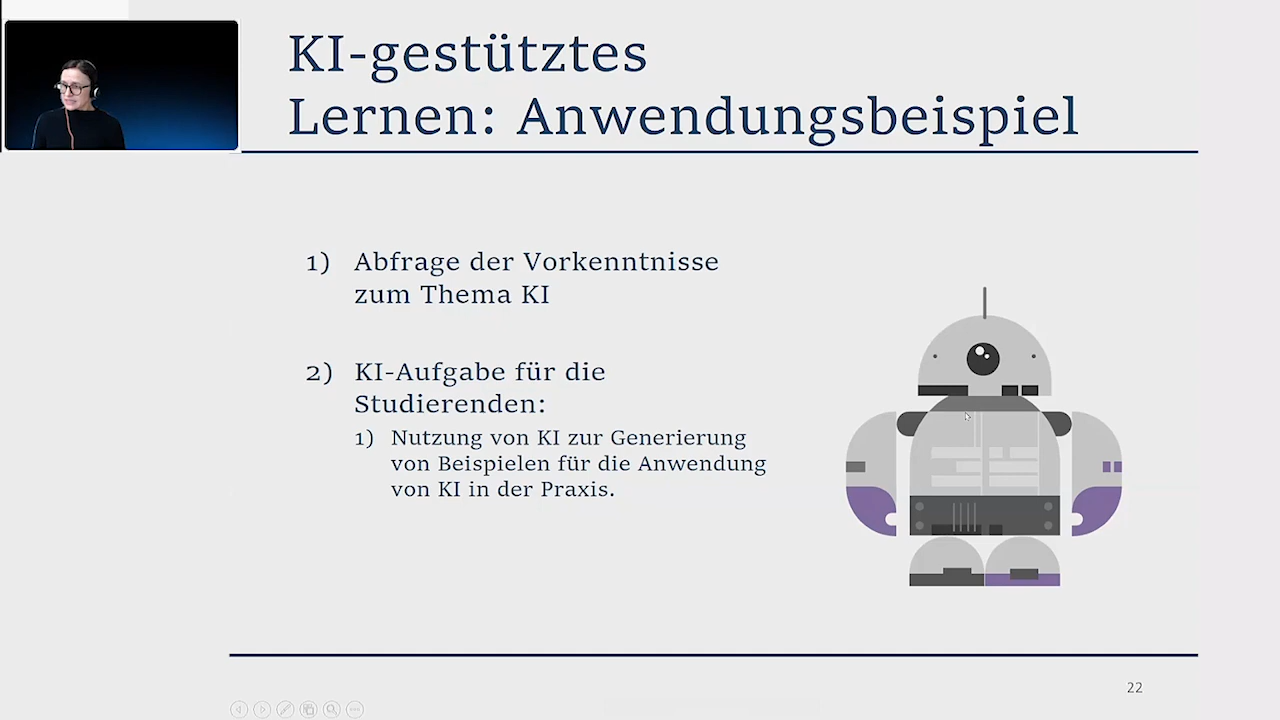 KI-gestütztes
Lernen: Anwendungsbeispiel
1) Abfrage der Vorkenntnisse
zum Thema KI
2) KI-Aufgabe für die
Studierenden:
1) Nutzung von KI zur Generierung
von Beispielen für die Anwendung
von KI in der Praxis.
22